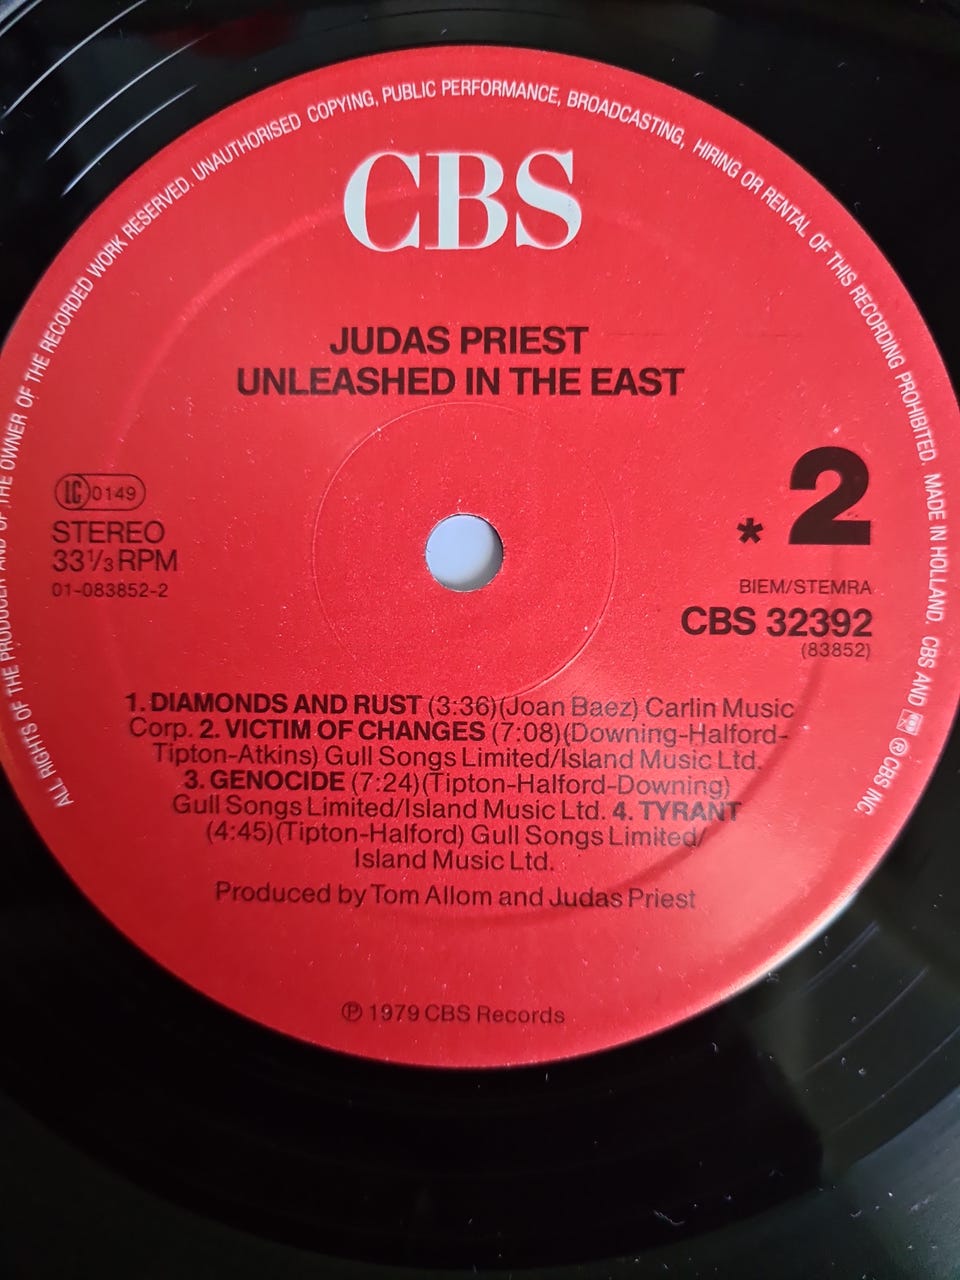 ALL RIGHTS OF THE PRODUCER AND OF THE OWNER OF THE RECORDED WORK RESERVED. UNAUTHORISED COPYING, PUBLIC PERFORMANCE, BROADCASTING, HIRING OR RENTAL OF THIS RECORDING PROHIBITED. MADE IN HOLLAND. CBS AND ℗ CBS INC.
CBS
JUDAS PRIEST
UNLEASHED IN THE EAST
LC 0149
STEREO
33 1/3 RPM
01-083852-2
* 2
BIEM/STEMRA
CBS 32392
(83852)
1. DIAMONDS AND RUST (3:36)(Joan Baez) Carlin Music
Corp. 2. VICTIM OF CHANGES (7:08)(Downing-Halford-
Tipton-Atkins) Gull Songs Limited/Island Music Ltd.
3. GENOCIDE (7:24)(Tipton-Halford-Downing)
Gull Songs Limited/Island Music Ltd. 4. TYRANT
(4:45)(Tipton-Halford) Gull Songs Limited/
Island Music Ltd.
Produced by Tom Allom and Judas Priest
℗ 1979 CBS Records